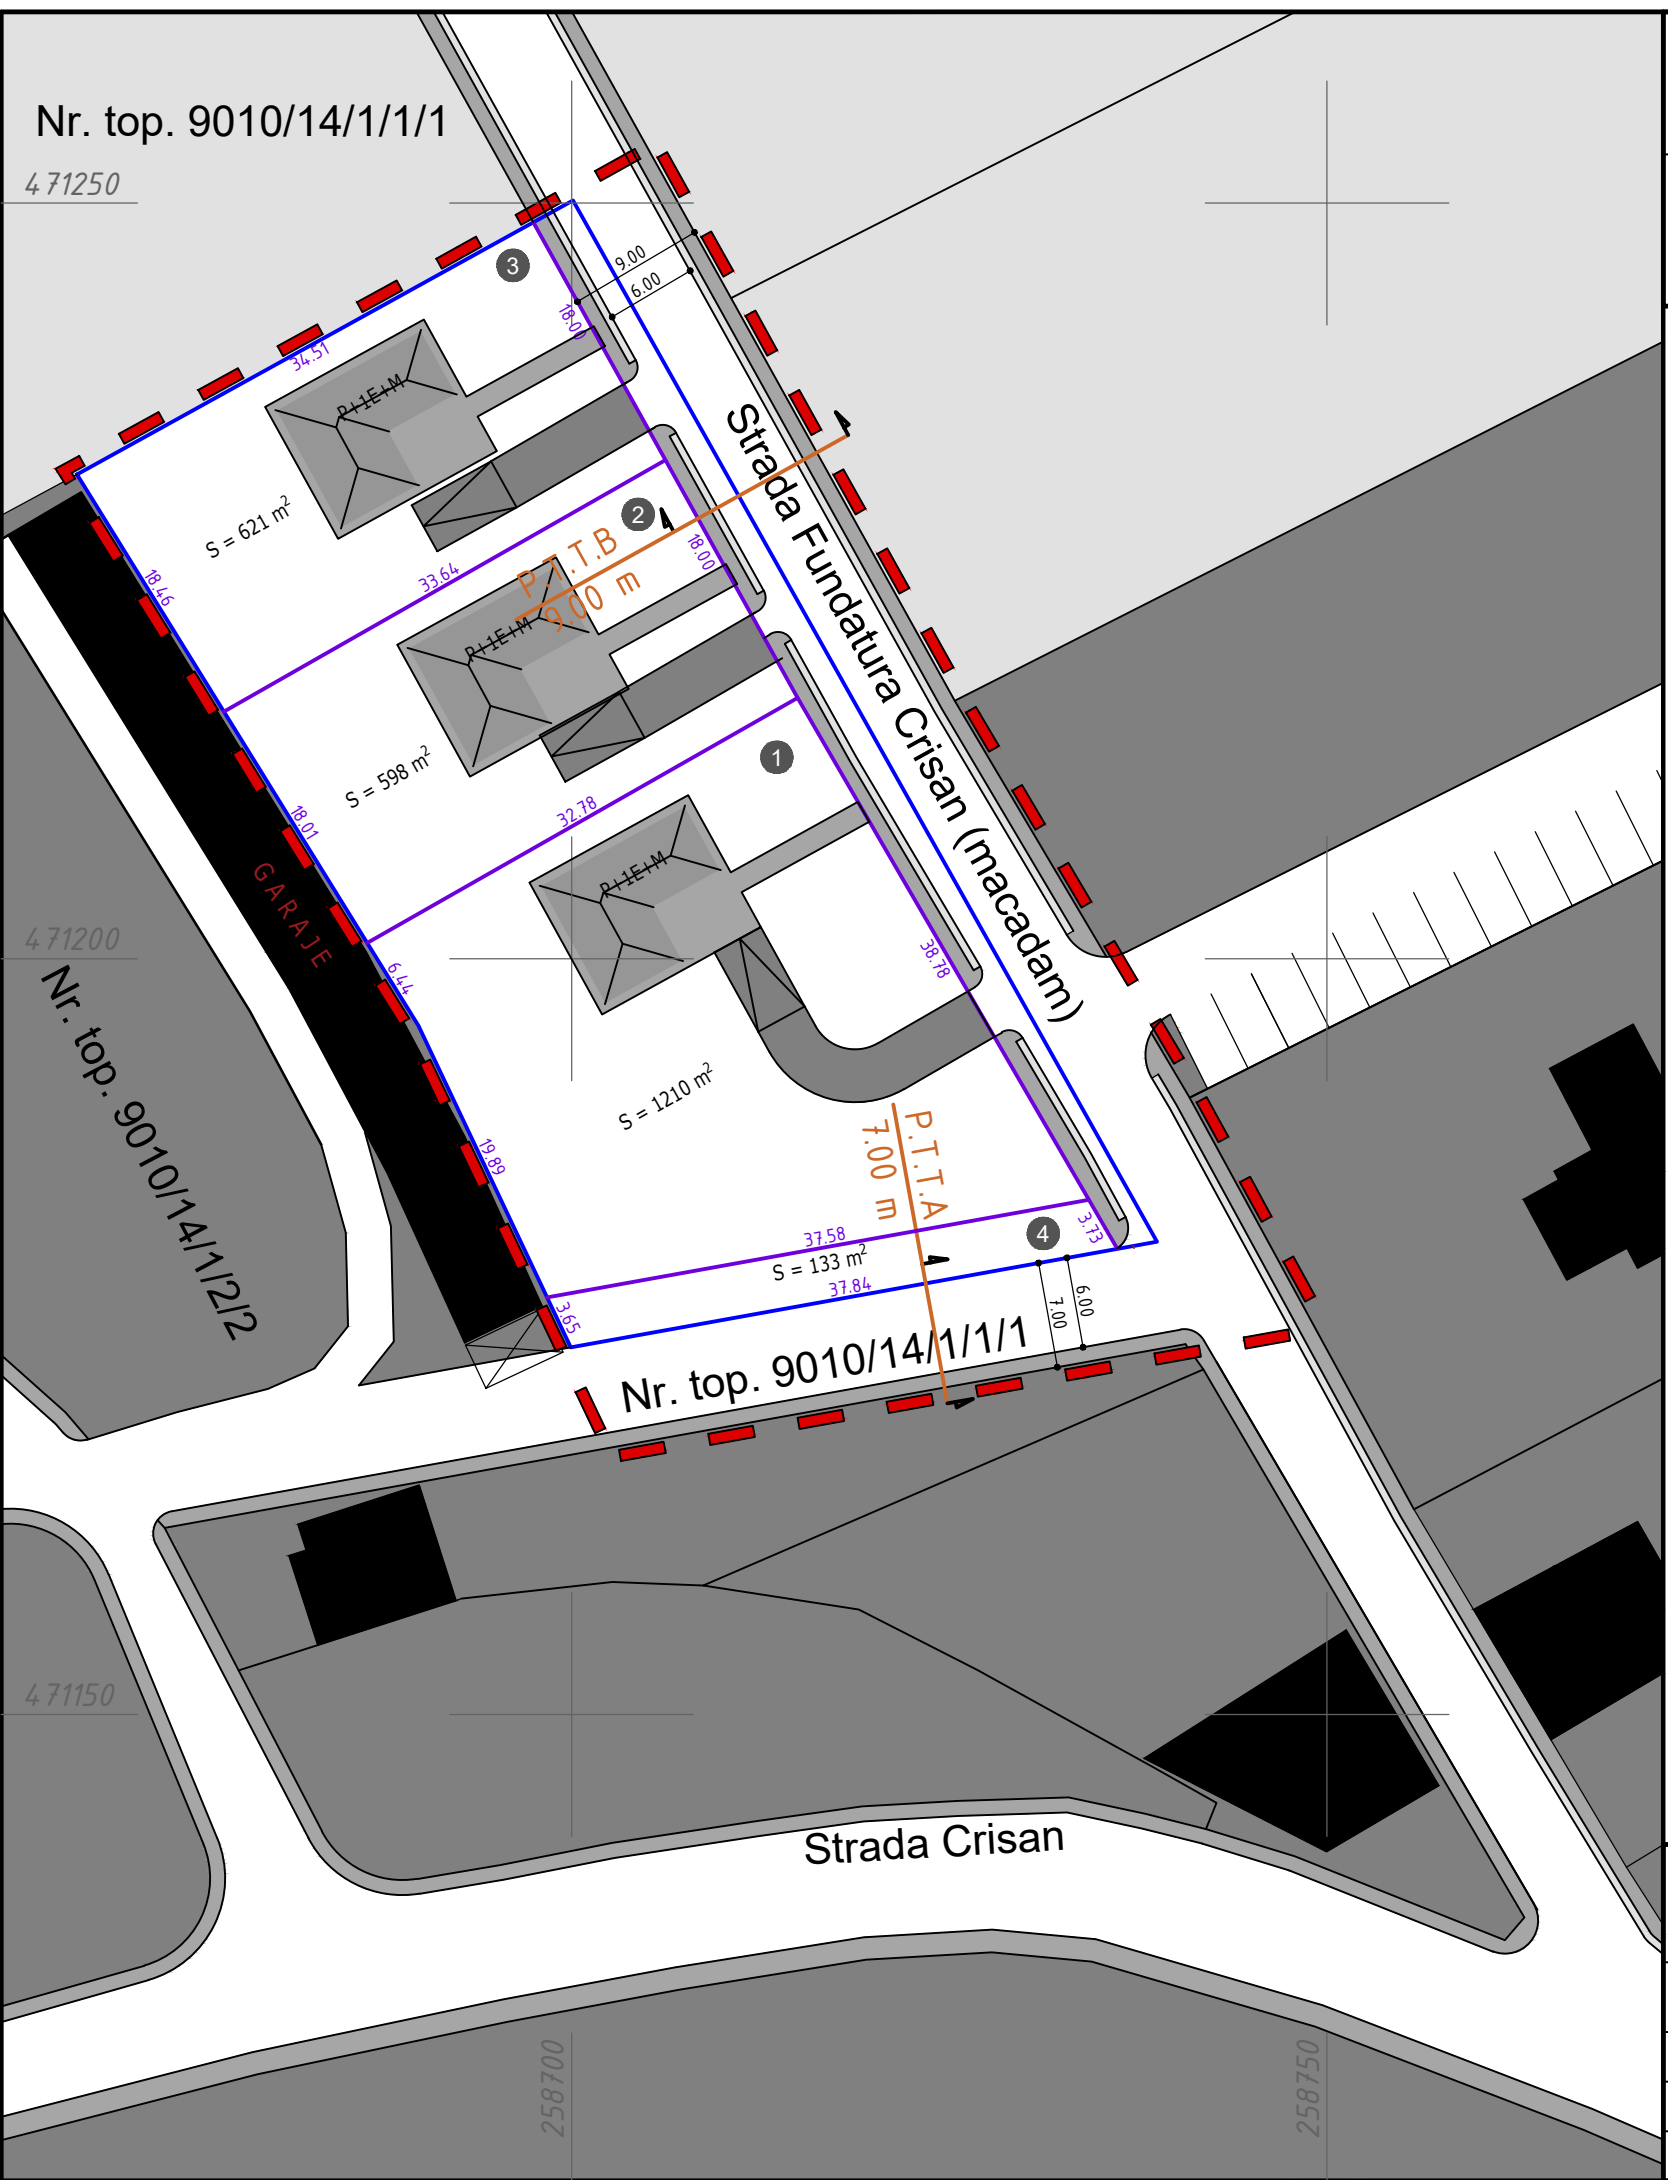 Nr. top. 9010/14/1/1/1
471250
3
9.00
6.00
18.00
34.51
P+1E+M
S = 621 m²
18.46
33.64
2
P.T.T.B
9.00 m
18.00
P+1E+M
S = 598 m²
18.01
32.78
1
Strada Fundatura Crisan (macadam)
GARAJE
P+1E+M
471200
Nr. top. 9010/14/1/2/2
6.44
38.78
S = 1210 m²
19.89
P.T.T.A
7.00 m
37.58
S = 133 m²
37.84
4
3.73
3.65
7.00
6.00
Nr. top. 9010/14/1/1/1
471150
Strada Crisan
258700
258750